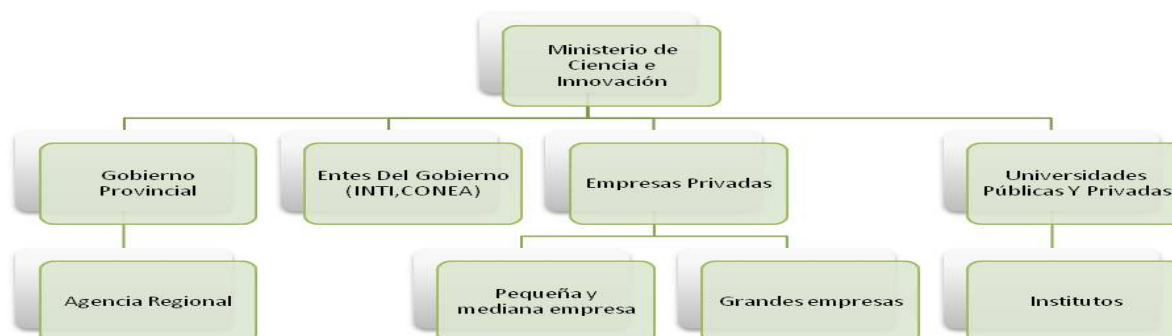 Ministerio de
Ciencia e
Innovación
Gobierno
Provincial
Entes Del Gobierno
(INTI,CONEA)
Empresas Privadas
Universidades
Públicas Y Privadas
Agencia Regional
Pequeña y
mediana empresa
Grandes empresas
Institutos